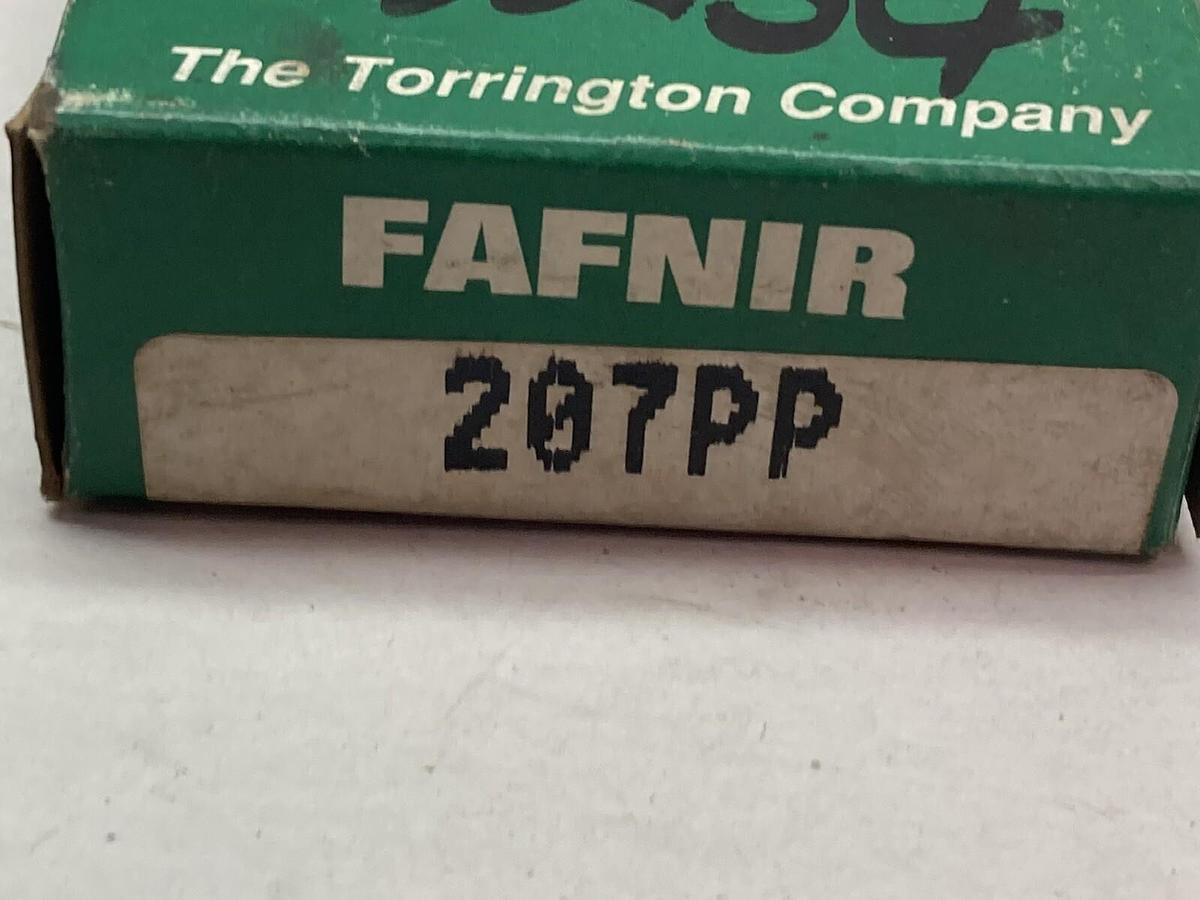 The Torrington Company
FAFNIR
207PP